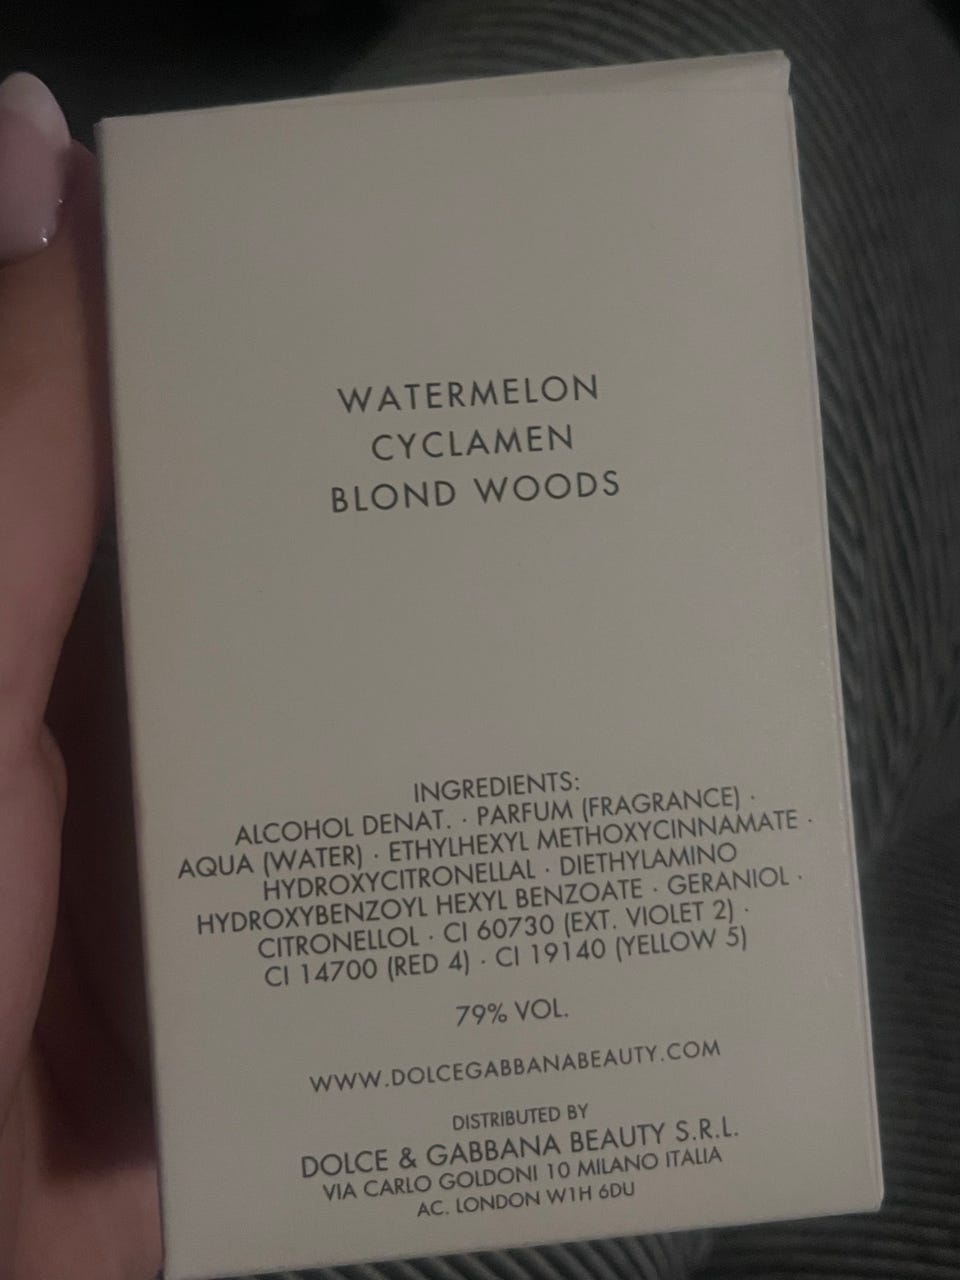 WATERMELON
CYCLAMEN
BLOND WOODS
INGREDIENTS:
ALCOHOL DENAT. · PARFUM (FRAGRANCE) ·
AQUA (WATER) · ETHYLHEXYL METHOXYCINNAMATE ·
HYDROXYCITRONELLAL · DIETHYLAMINO
HYDROXYBENZOYL HEXYL BENZOATE · GERANIOL ·
CITRONELLOL · CI 60730 (EXT. VIOLET 2) ·
CI 14700 (RED 4) · CI 19140 (YELLOW 5)
79% VOL.
WWW.DOLCEGABBANABEAUTY.COM
DISTRIBUTED BY
DOLCE & GABBANA BEAUTY S.R.L.
VIA CARLO GOLDONI 10 MILANO ITALIA
AC. LONDON W1H 6DU